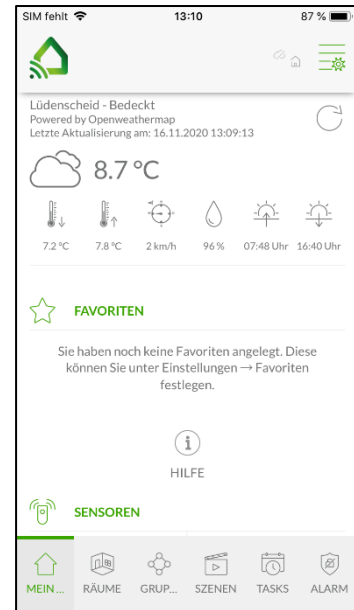 SIM fehlt 13:10 87 %
Lüdenscheid - Bedeckt
Powered by Openweathermap
Letzte Aktualisierung am: 16.11.2020 13:09:13
8.7 °C
7.2 °C 7.8 °C 2 km/h 96 % 07:48 Uhr 16:40 Uhr
FAVORITEN
Sie haben noch keine Favoriten angelegt. Diese
können Sie unter Einstellungen → Favoriten
festlegen.
HILFE
SENSOREN
MEIN ... RÄUME GRUP... SZENEN TASKS ALARM